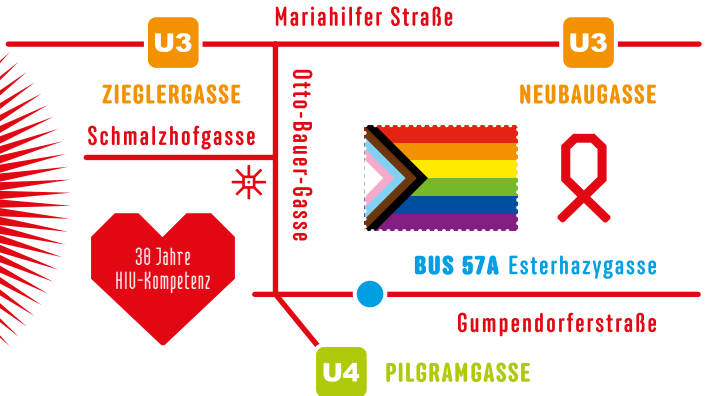 Mariahilfer Straße
U3
U3
ZIEGLERGASSE
NEUBAUGASSE
Schmalzhofgasse
Otto-Bauer-Gasse
30 Jahre
HIV-Kompetenz
BUS 57A Esterhazygasse
Gumpendorferstraße
U4
PILGRAMGASSE